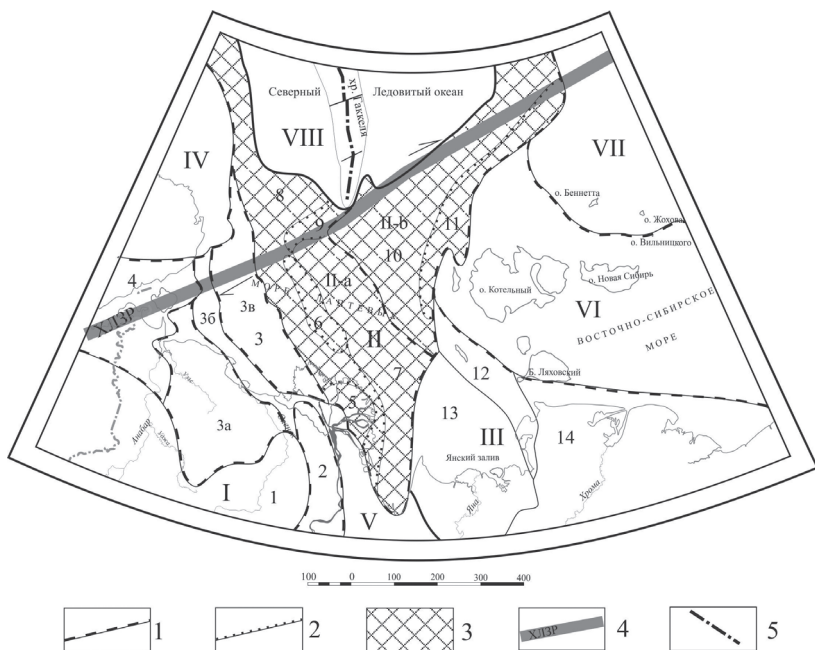 Северный
Ледовитый океан
хр. Гаккеля
VIII
IV
VII
8
о. Беннетта
о. Жохова
о. Вильницкого
9
II-b
11
10
4
ХЛЗР
МОРЕ ЛАПТЕВЫХ
II-a
3в
3б
3
6
II
о. Котельный
о. Новая Сибирь
VI
ВОСТОЧНО-СИБИРСКОЕ
МОРЕ
Б. Ляховский
7
12
5
3а
Анабар
13
III
14
Янский залив
I
1
2
V
Яна
Хрома
100 0 100 200 300 400
1
2
3
ХЛЗР 4
5